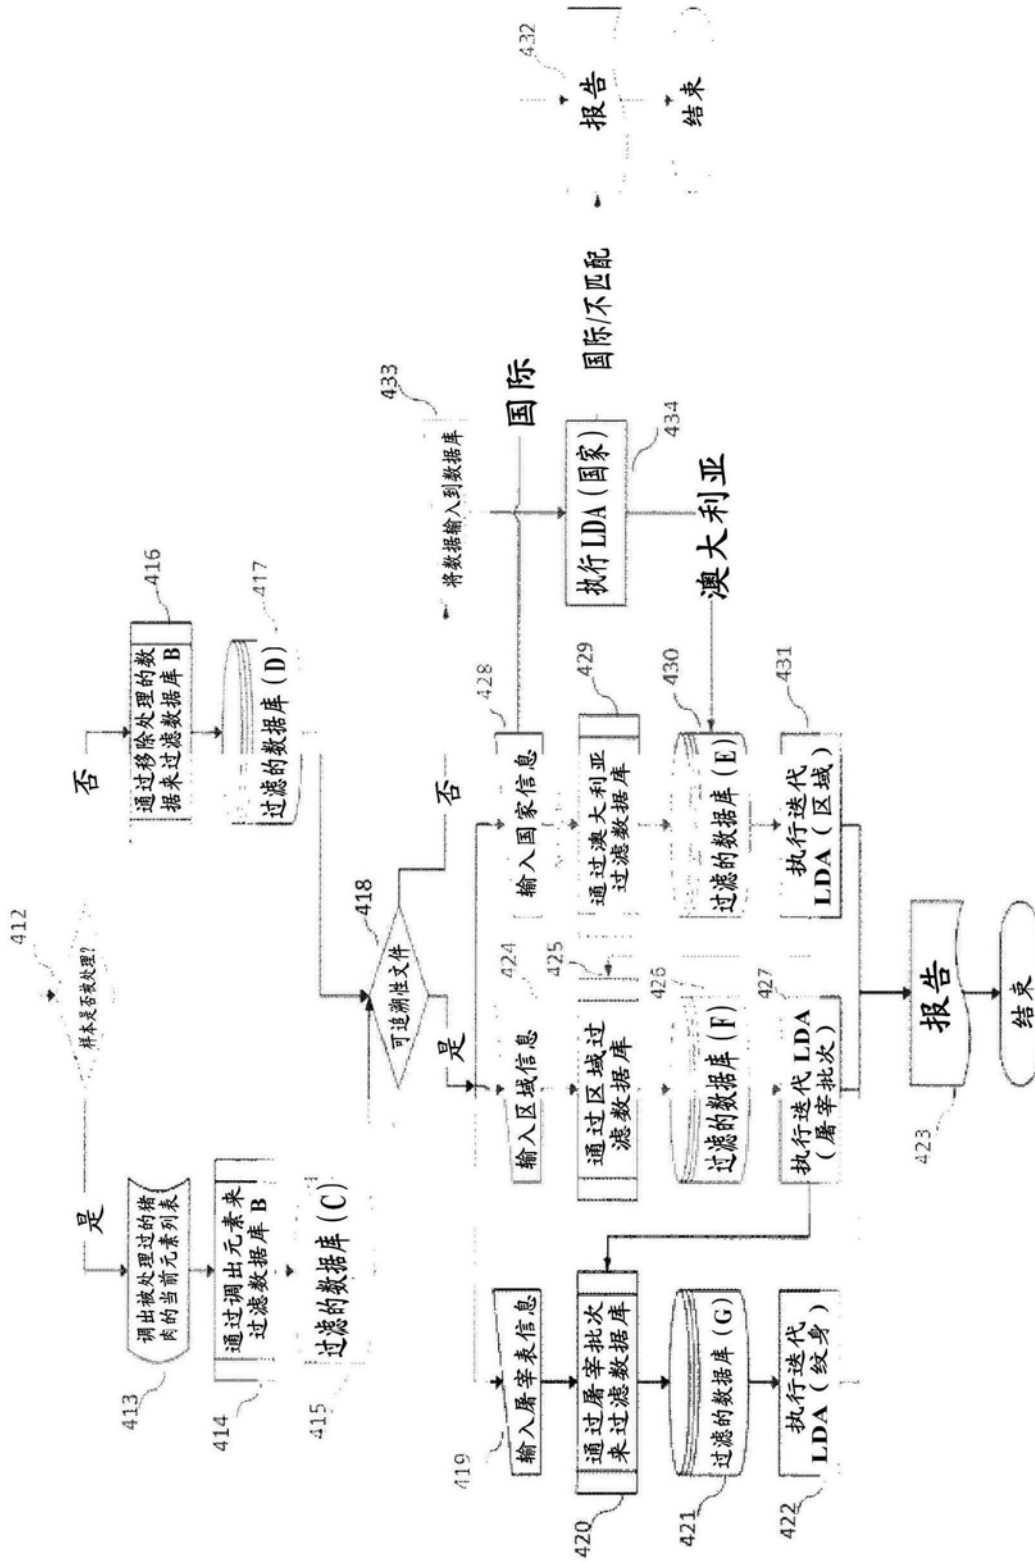 412
样本是否被处理?
是
否
413
调出被处理过的猪
肉的当前元素列表
414
通过调出元素来
过滤数据库 B
415
过滤的数据库 (C)
416
通过移除处理的数
据来过滤数据库 B
417
过滤的数据库 (D)
418
可追溯性文件
是
否
419
输入屠宰表信息
420
通过屠宰批次
来过滤数据库
421
过滤的数据库 (G)
422
执行迭代
LDA (纹身)
424
输入区域信息
425
通过区域过
滤数据库
426
过滤的数据库 (F)
427
执行迭代 LDA
(屠宰批次)
428
输入国家信息
429
通过澳大利亚
过滤数据库
430
过滤的数据库 (E)
431
执行迭代
LDA (区域)
433
将数据输入到数据库
国际
执行LDA (国家)
434
澳大利亚
国际/不匹配
432
报告
结束
423
报告
结束